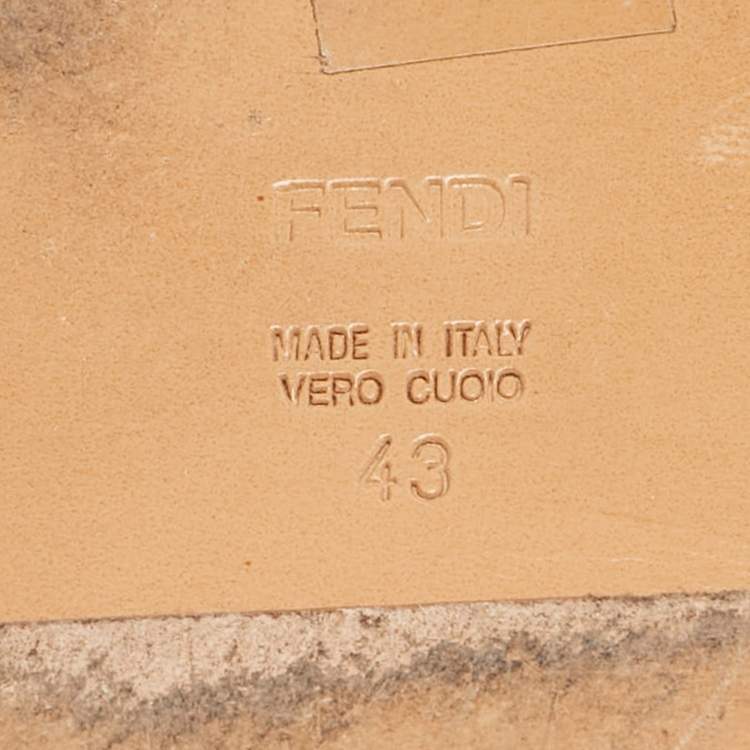 FENDI
MADE IN ITALY
VERO CUOIO
43